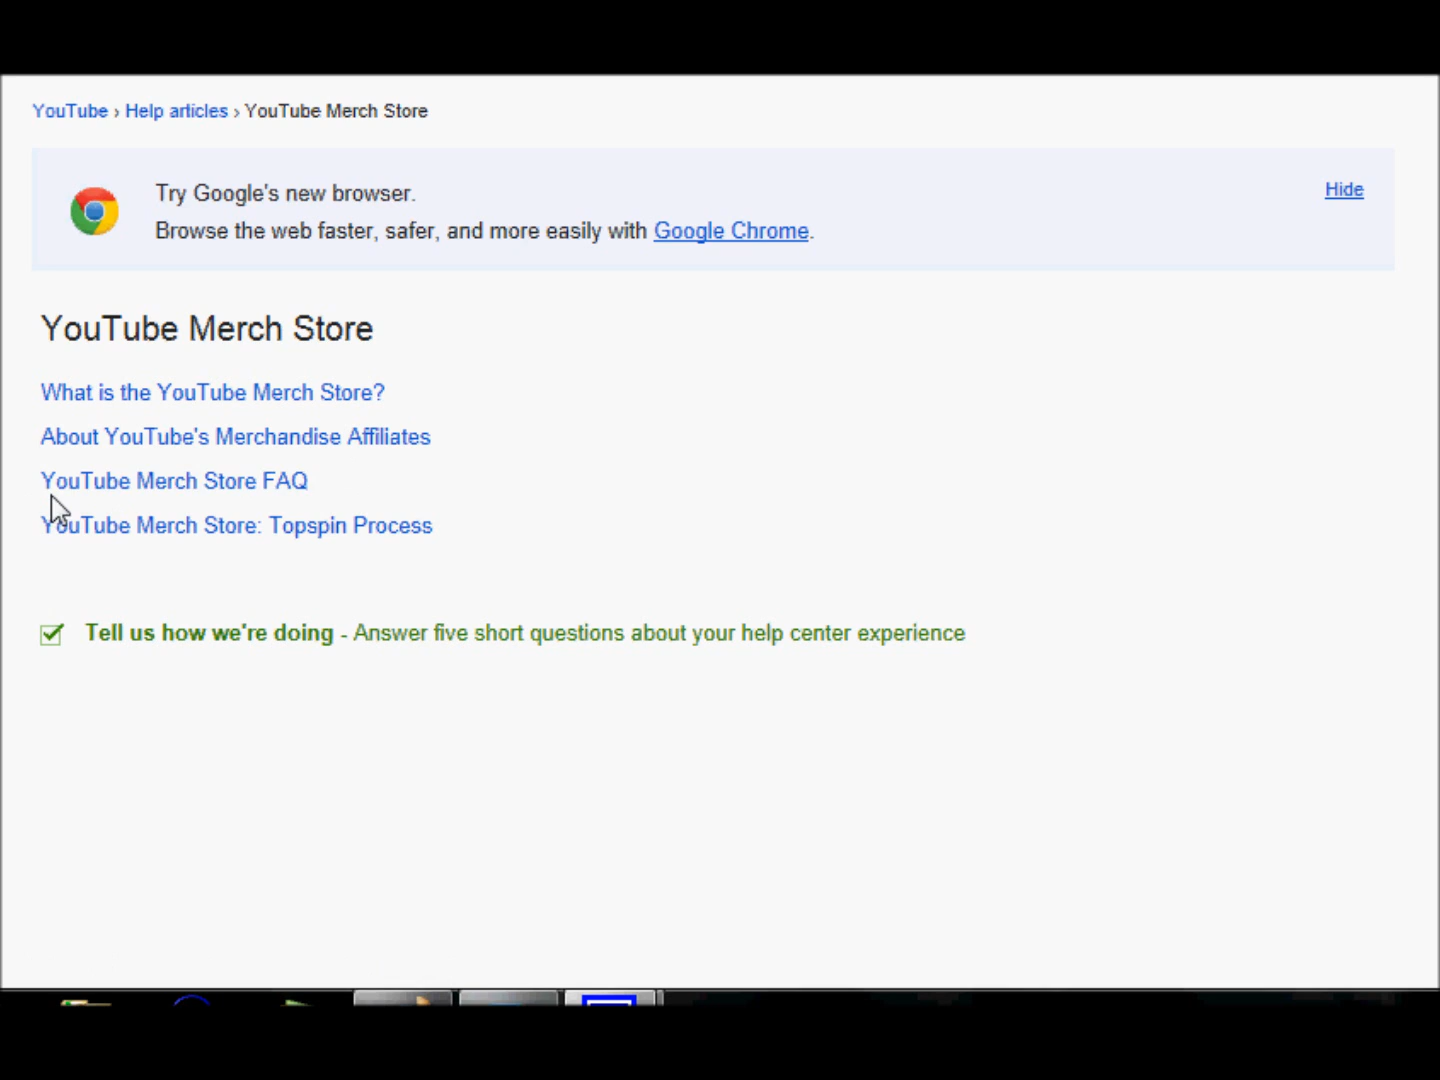 YouTube › Help articles › YouTube Merch Store
Try Google's new browser.
Hide
Browse the web faster, safer, and more easily with Google Chrome.
YouTube Merch Store
What is the YouTube Merch Store?
About YouTube's Merchandise Affiliates
YouTube Merch Store FAQ
YouTube Merch Store: Topspin Process
Tell us how we're doing - Answer five short questions about your help center experience